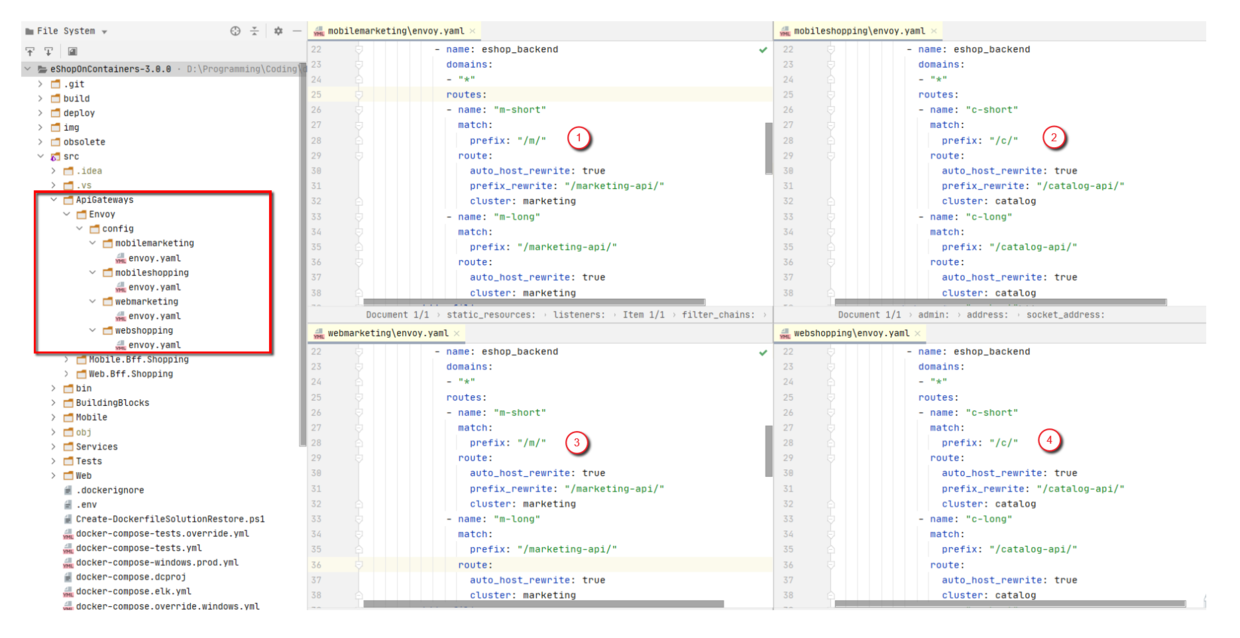 File System
eShopOnContainers-3.0.0 · D:\Programming\Coding\
.git
build
deploy
img
obsolete
src
.idea
.vs
ApiGateways
Envoy
config
mobilemarketing
envoy.yaml
mobileshopping
envoy.yaml
webmarketing
envoy.yaml
webshopping
envoy.yaml
Mobile.Bff.Shopping
Web.Bff.Shopping
bin
BuildingBlocks
Mobile
obj
Services
Tests
Web
.dockerignore
.env
Create-DockerfileSolutionRestore.ps1
docker-compose-tests.override.yml
docker-compose-tests.yml
docker-compose-windows.prod.yml
docker-compose.dcproj
docker-compose.elk.yml
docker-compose.override.windows.yml
mobilemarketing\envoy.yaml
22 - name: eshop_backend
23 domains:
24 - "*"
25 routes:
26 - name: "m-short"
27 match:
28 prefix: "/m/"
1
29 route:
30 auto_host_rewrite: true
31 prefix_rewrite: "/marketing-api/"
32 cluster: marketing
33 - name: "m-long"
34 match:
35 prefix: "/marketing-api/"
36 route:
37 auto_host_rewrite: true
38 cluster: marketing
Document 1/1 › static_resources: › listeners: › Item 1/1 › filter_chains: ›
mobileshopping\envoy.yaml
22 - name: eshop_backend
23 domains:
24 - "*"
25 routes:
26 - name: "c-short"
27 match:
28 prefix: "/c/"
2
29 route:
30 auto_host_rewrite: true
31 prefix_rewrite: "/catalog-api/"
32 cluster: catalog
33 - name: "c-long"
34 match:
35 prefix: "/catalog-api/"
36 route:
37 auto_host_rewrite: true
38 cluster: catalog
Document 1/1 › admin: › address: › socket_address:
webmarketing\envoy.yaml
22 - name: eshop_backend
23 domains:
24 - "*"
25 routes:
26 - name: "m-short"
27 match:
28 prefix: "/m/"
3
29 route:
30 auto_host_rewrite: true
31 prefix_rewrite: "/marketing-api/"
32 cluster: marketing
33 - name: "m-long"
34 match:
35 prefix: "/marketing-api/"
36 route:
37 auto_host_rewrite: true
38 cluster: marketing
webshopping\envoy.yaml
22 - name: eshop_backend
23 domains:
24 - "*"
25 routes:
26 - name: "c-short"
27 match:
28 prefix: "/c/"
4
29 route:
30 auto_host_rewrite: true
31 prefix_rewrite: "/catalog-api/"
32 cluster: catalog
33 - name: "c-long"
34 match:
35 prefix: "/catalog-api/"
36 route:
37 auto_host_rewrite: true
38 cluster: catalog